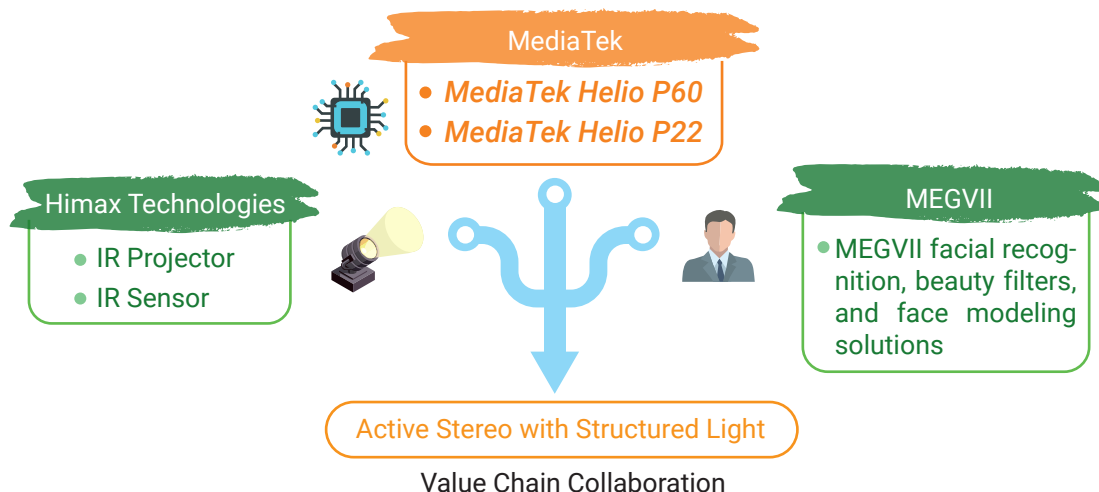 MediaTek
• MediaTek Helio P60
• MediaTek Helio P22
Himax Technologies
• IR Projector
• IR Sensor
MEGVII
• MEGVII facial recog-
nition, beauty filters,
and face modeling
solutions
Active Stereo with Structured Light
Value Chain Collaboration